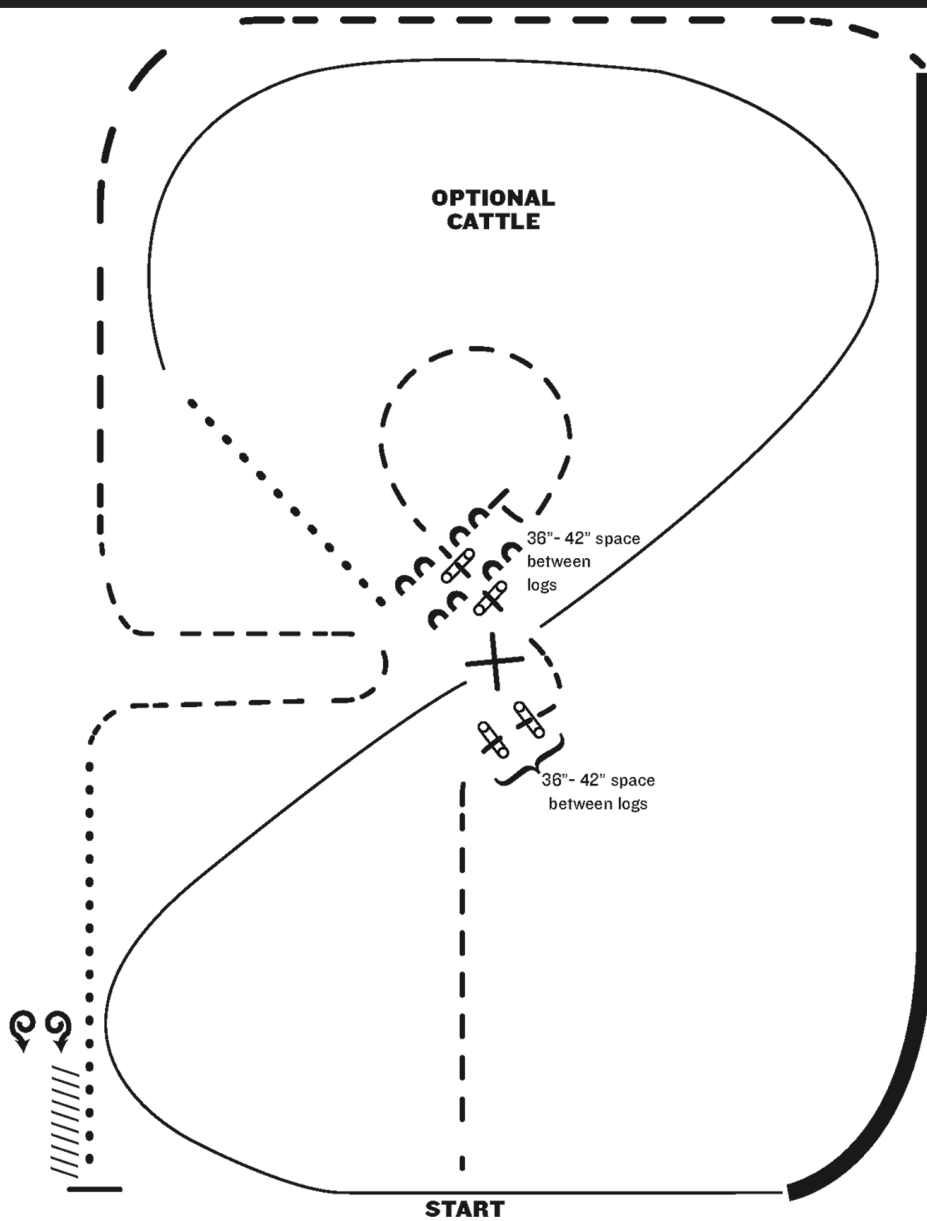 OPTIONAL
CATTLE
36”- 42” space
between
logs
36”- 42” space
between logs
START